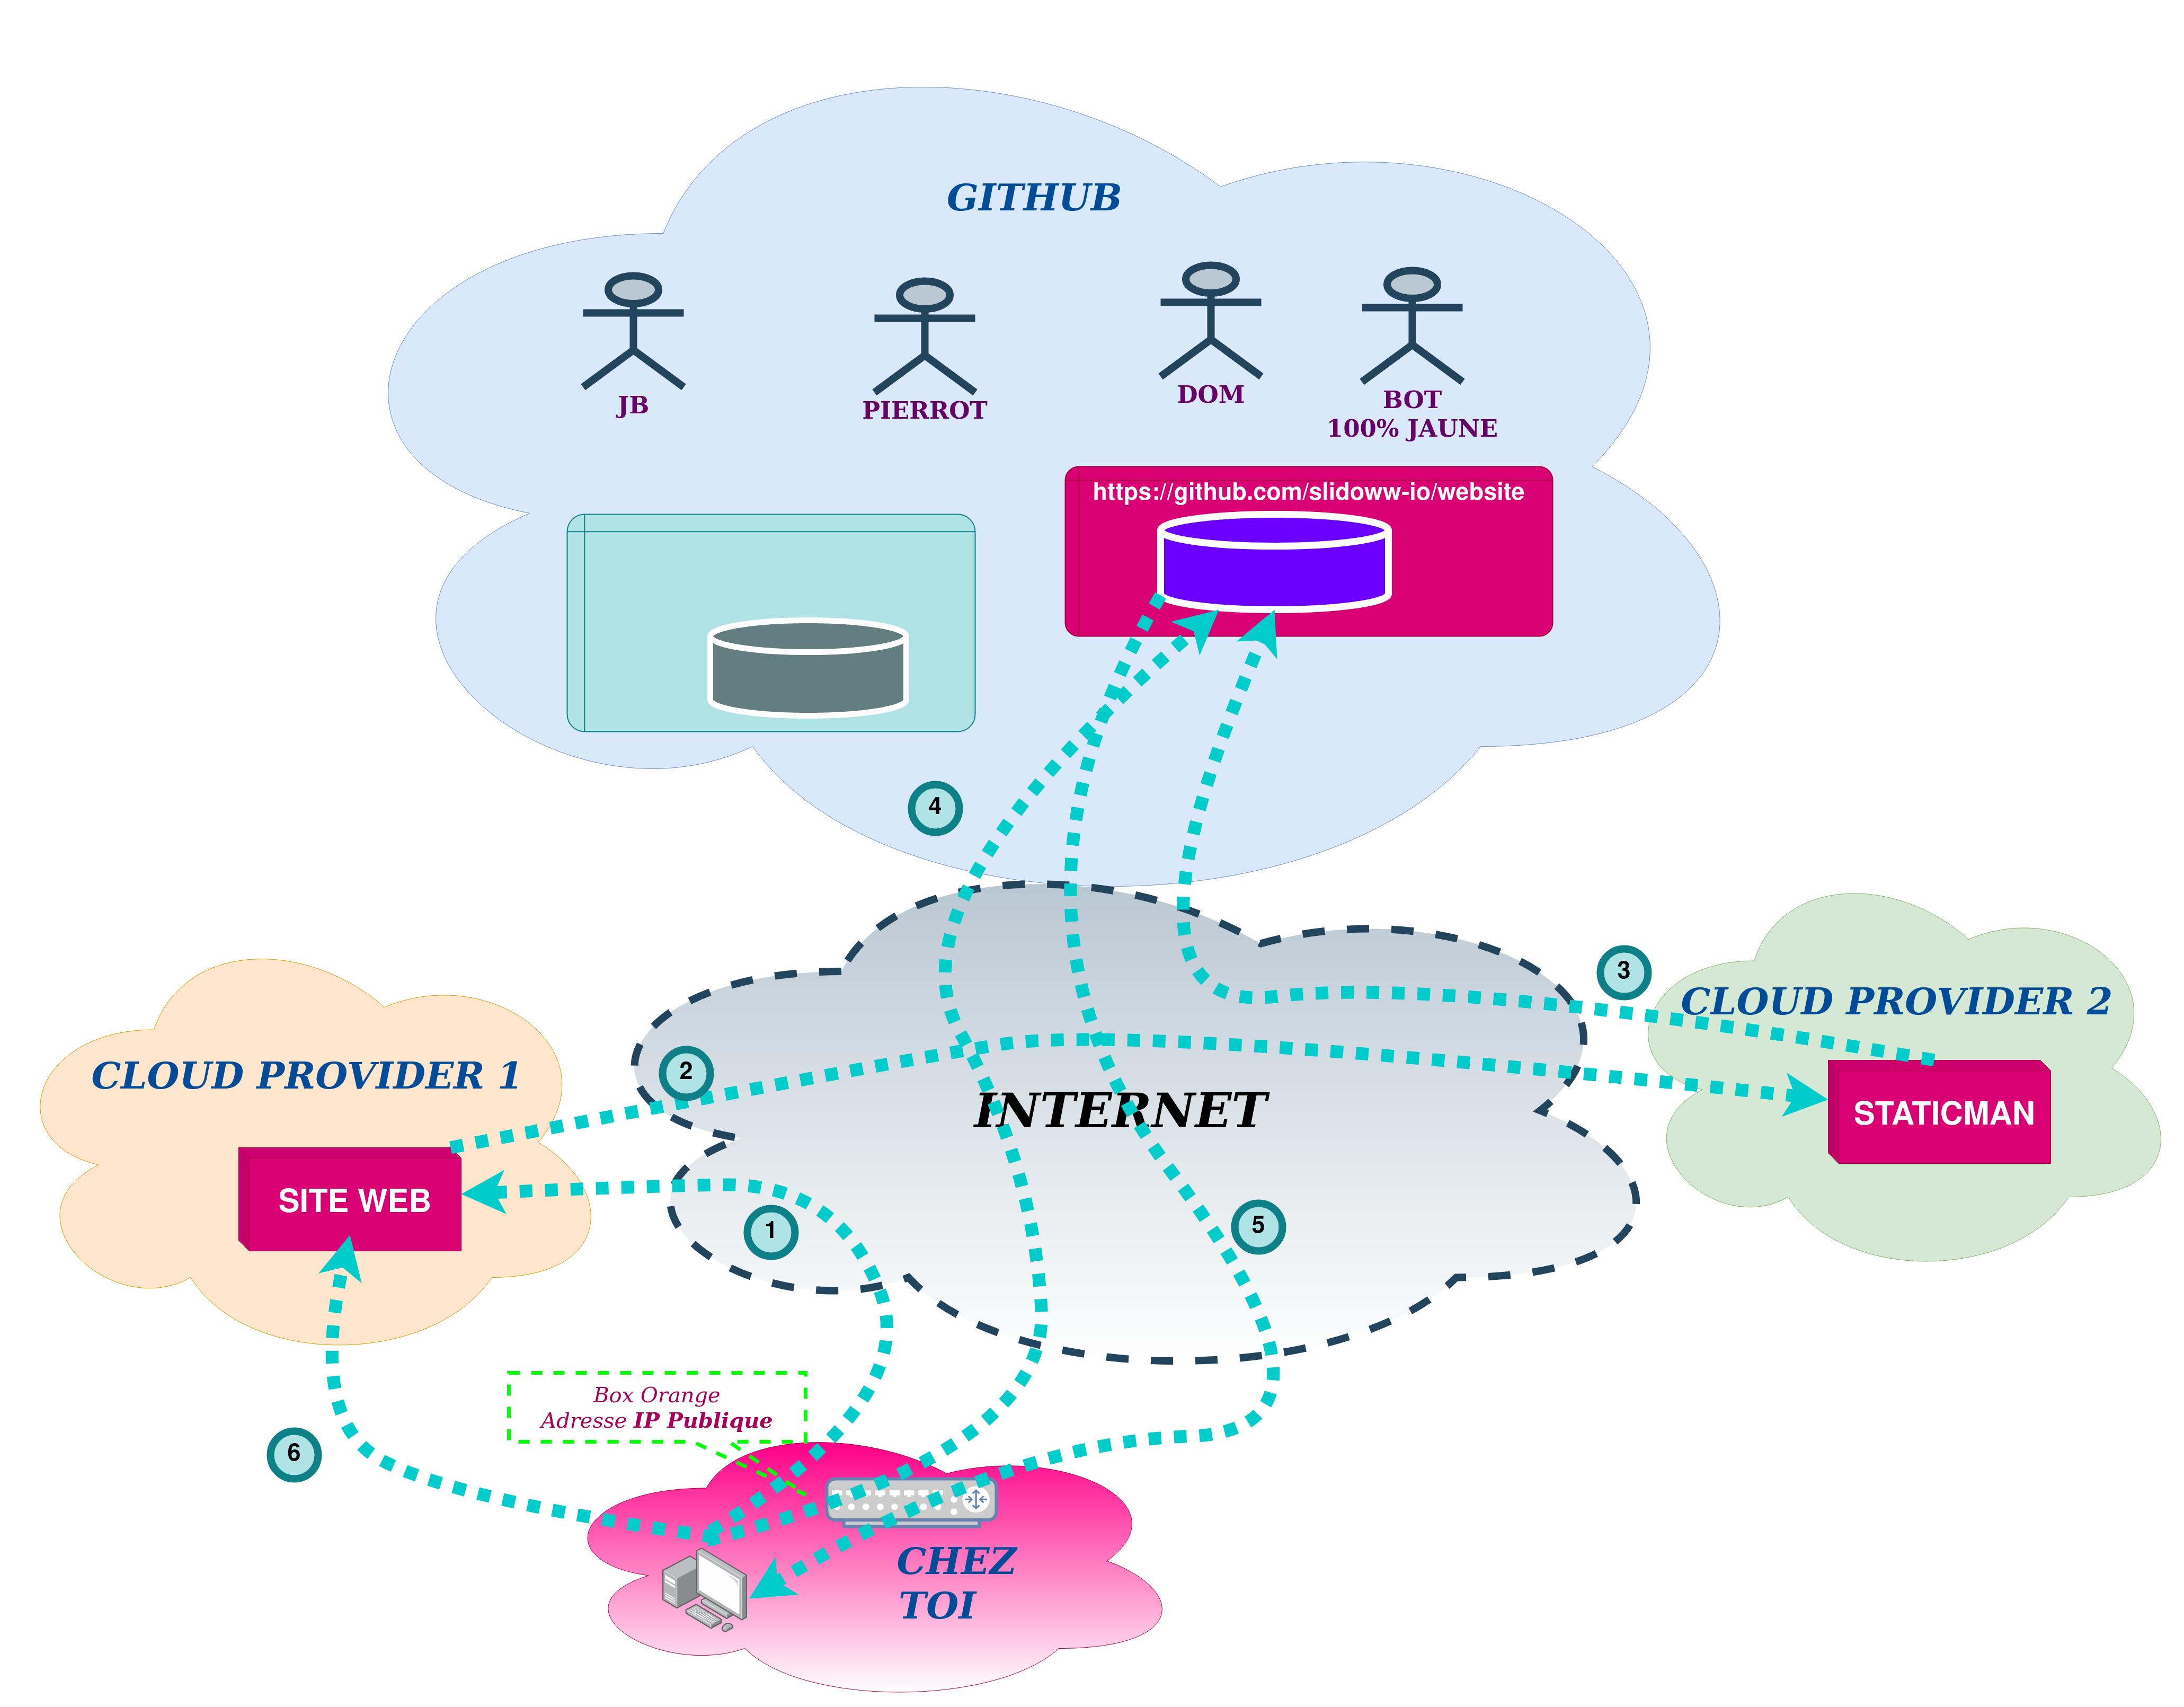 GITHUB
JB
PIERROT
DOM
BOT
100% JAUNE
https://github.com/slidoww-io/website
4
3
CLOUD PROVIDER 2
STATICMAN
CLOUD PROVIDER 1
2
INTERNET
SITE WEB
1
5
Box Orange
Adresse IP Publique
6
CHEZ
TOI